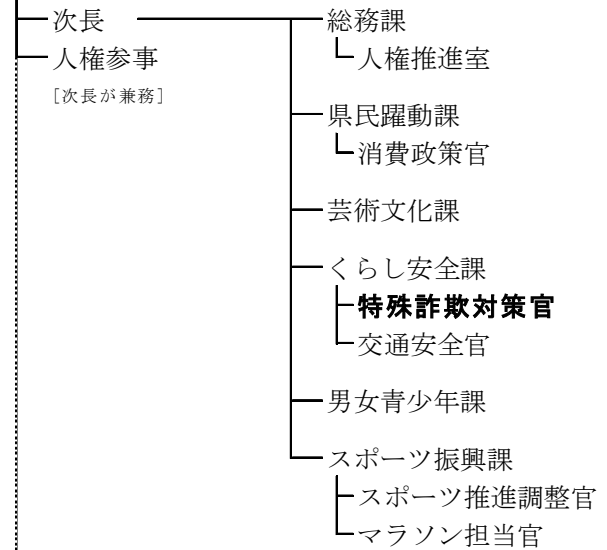 次長
人権参事
[次長が兼務]
総務課
人権推進室
県民躍動課
消費政策官
芸術文化課
くらし安全課
特殊詐欺対策官
交通安全官
男女青少年課
スポーツ振興課
スポーツ推進調整官
マラソン担当官